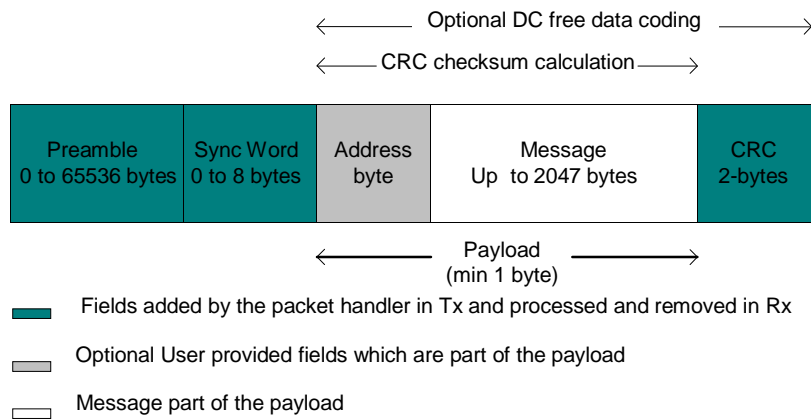 Optional DC free data coding
CRC checksum calculation
Preamble
0 to 65536 bytes
Sync Word
0 to 8 bytes
Address
byte
Message
Up to 2047 bytes
CRC
2-bytes
Payload
(min 1 byte)
Fields added by the packet handler in Tx and processed and removed in Rx
Optional User provided fields which are part of the payload
Message part of the payload